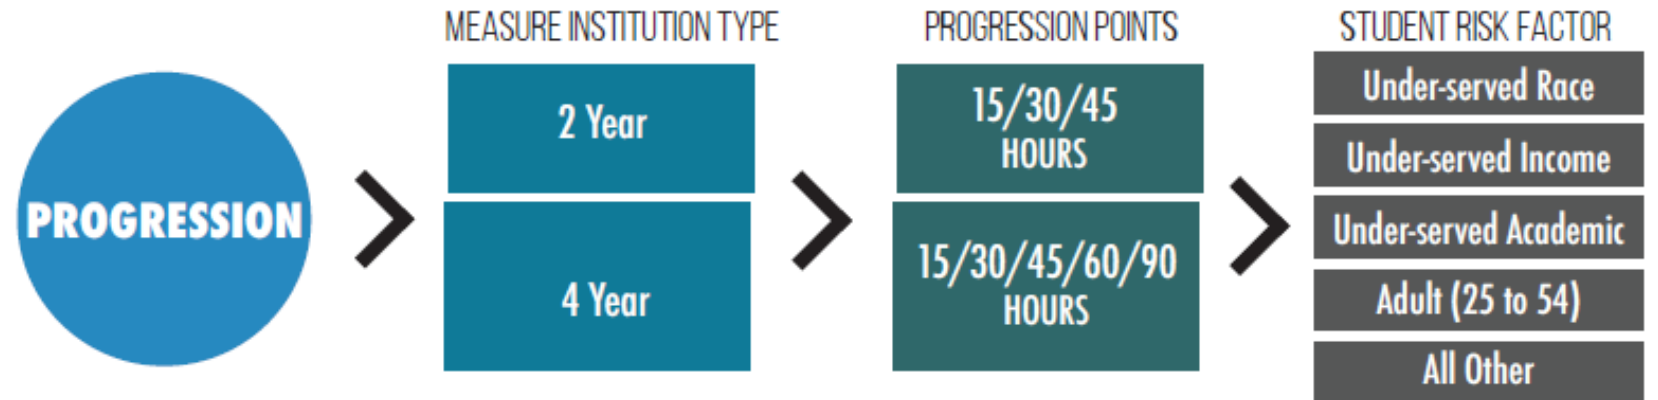 MEASURE INSTITUTION TYPE
PROGRESSION POINTS
STUDENT RISK FACTOR
PROGRESSION
2 Year
4 Year
15/30/45
HOURS
15/30/45/60/90
HOURS
Under-served Race
Under-served Income
Under-served Academic
Adult (25 to 54)
All Other